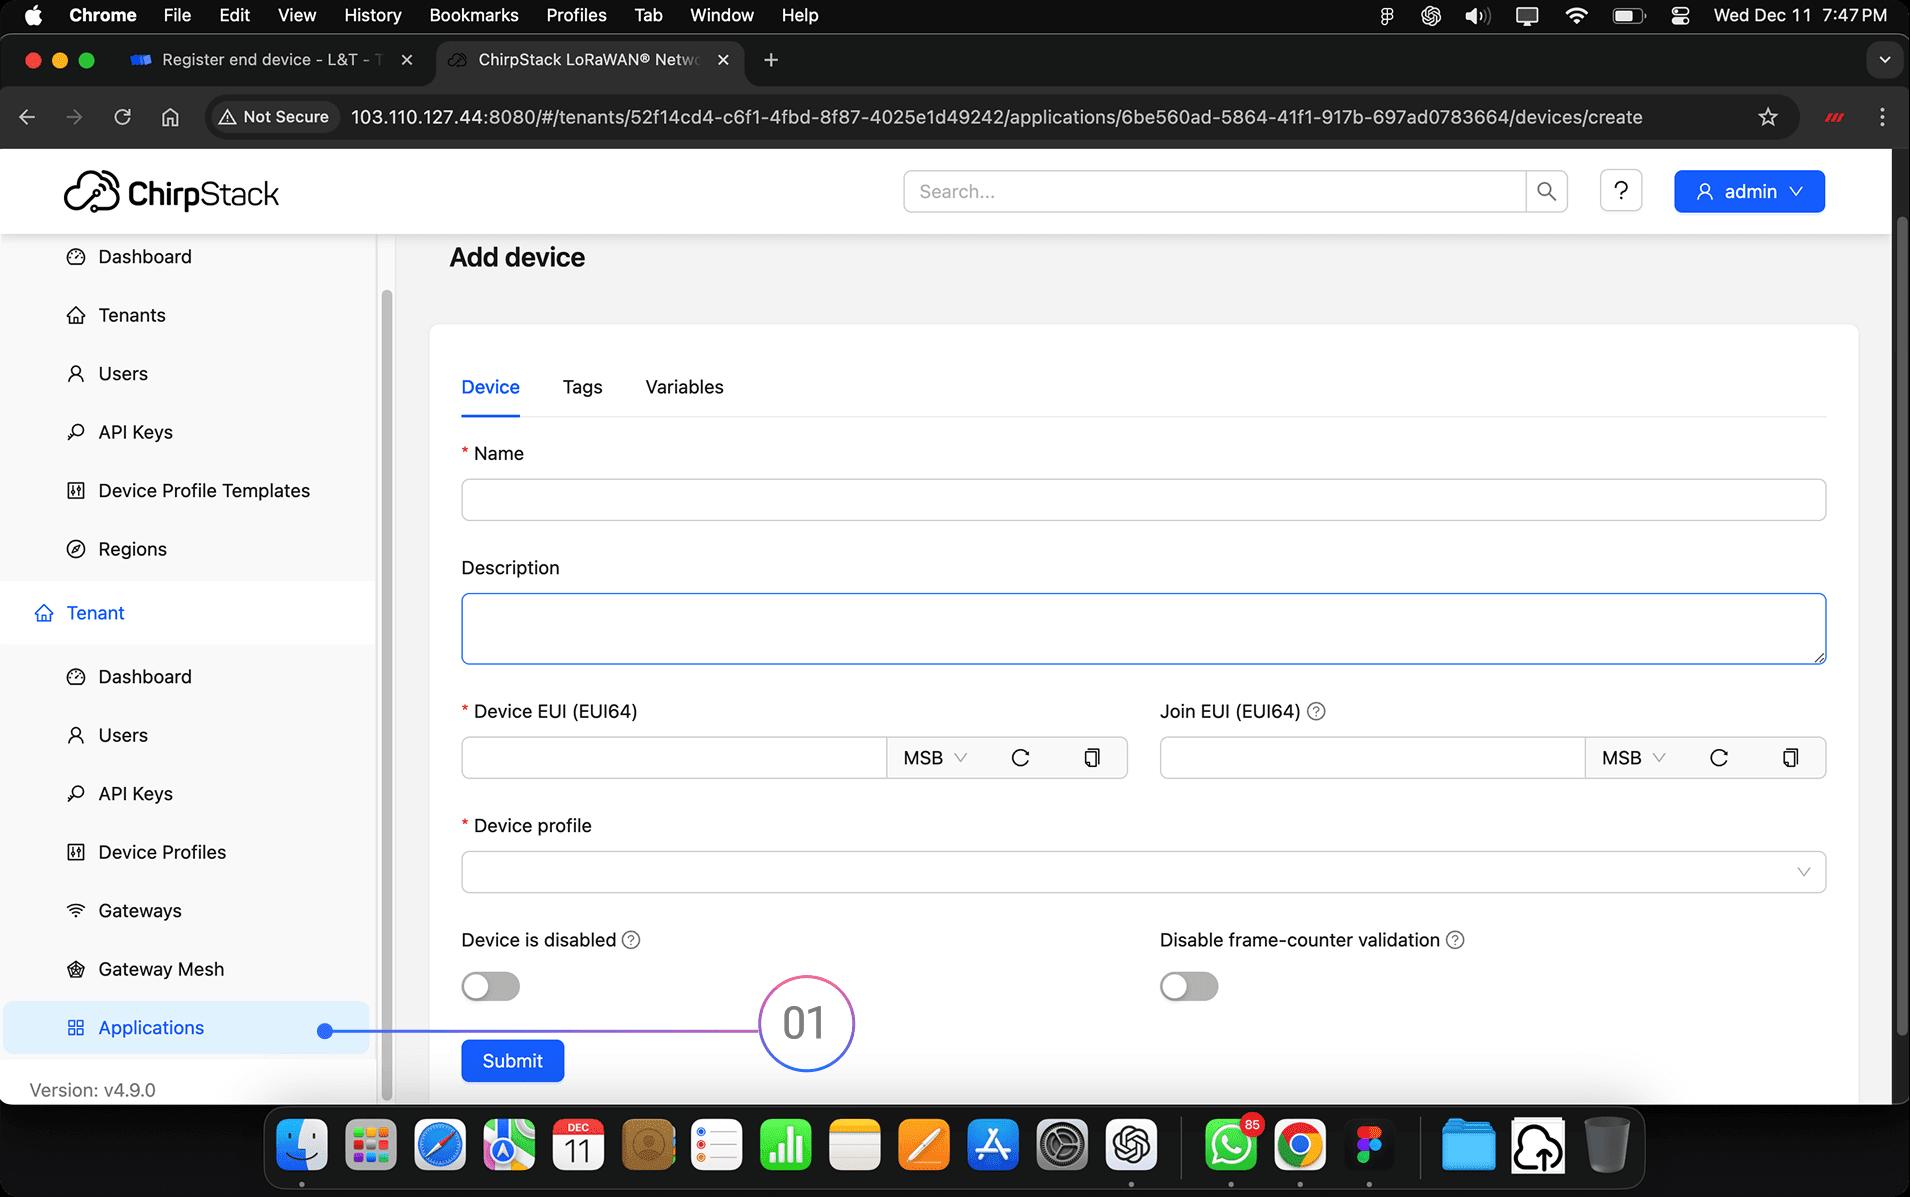 Chrome File Edit View History Bookmarks Profiles Tab Window Help Wed Dec 11 7:47 PM
Register end device - L&T - T ChirpStack LoRaWAN® Netwo
Not Secure 103.110.127.44:8080/#/tenants/52f14cd4-c6f1-4fbd-8f87-4025e1d49242/applications/6be560ad-5864-41f1-917b-697ad0783664/devices/create
ChirpStack Search... ? admin
Dashboard
Tenants
Users
API Keys
Device Profile Templates
Regions
Tenant
Dashboard
Users
API Keys
Device Profiles
Gateways
Gateway Mesh
Applications
Version: v4.9.0
Add device
Device Tags Variables
* Name
Description
* Device EUI (EUI64) Join EUI (EUI64) ?
MSB MSB
* Device profile
Device is disabled ? Disable frame-counter validation ?
01
Submit
DEC
11
85